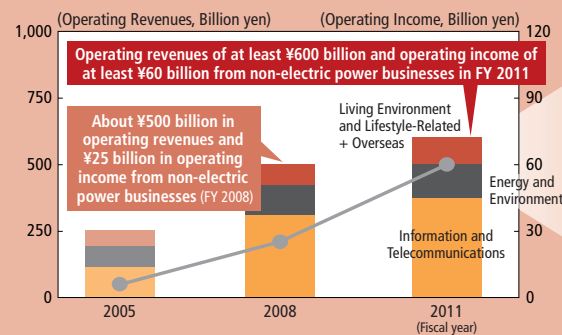 (Operating Revenues, Billion yen)
(Operating Income, Billion yen)
1,000
120
Operating revenues of at least ¥600 billion and operating income of
at least ¥60 billion from non-electric power businesses in FY 2011
750
90
Living Environment
and Lifestyle-Related
+ Overseas
About ¥500 billion in
operating revenues and
¥25 billion in operating
income from non-electric
power businesses (FY 2008)
500
60
Energy and
Environment
250
30
Information and
Telecommunications
0
0
2005
2008
2011
(Fiscal year)